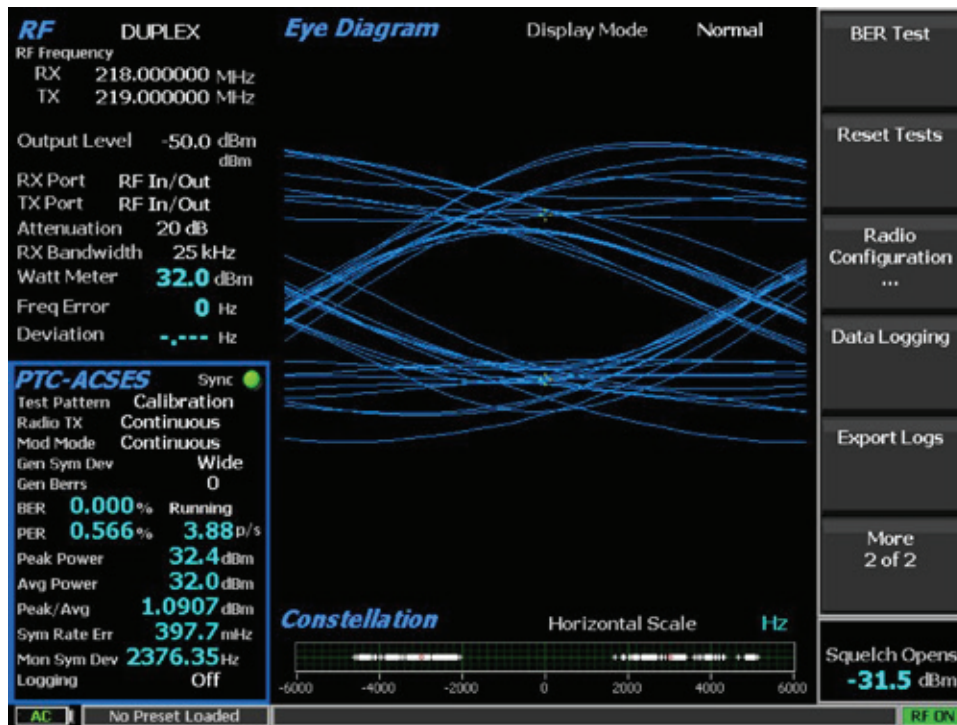 RF DUPLEX
RF Frequency
RX 218.000000 MHz
TX 219.000000 MHz
Output Level -50.0 dBm
dBm
RX Port RF In/Out
TX Port RF In/Out
Attenuation 20 dB
RX Bandwidth 25 kHz
Watt Meter 32.0 dBm
Freq Error 0 Hz
Deviation -.--- Hz
PTC-ACSES Sync
Test Pattern Calibration
Radio TX Continuous
Mod Mode Continuous
Gen Sym Dev Wide
Gen Berrs 0
BER 0.000% Running
PER 0.566% 3.88 p/s
Peak Power 32.4 dBm
Avg Power 32.0 dBm
Peak/Avg 1.0907 dBm
Sym Rate Err 397.7 mHz
Mon Sym Dev 2376.35 Hz
Logging Off
Eye Diagram Display Mode Normal
Constellation Horizontal Scale Hz
-6000 -4000 -2000 0 2000 4000 6000
BER Test
Reset Tests
Radio
Configuration
...
Data Logging
Export Logs
More
2 of 2
Squelch Opens
-31.5 dBm
AC No Preset Loaded RF ON